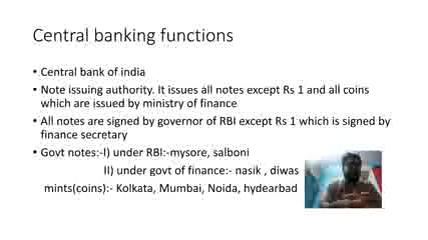 Central banking functions
• Central bank of india
• Note issuing authority. It issues all notes except Rs 1 and all coins
which are issued by ministry of finance
• All notes are signed by governor of RBI except Rs 1 which is signed by
finance secretary
• Govt notes:-I) under RBI:-mysore, salboni
II) under govt of finance:- nasik , diwas
mints(coins):- Kolkata, Mumbai, Noida, hydearbad